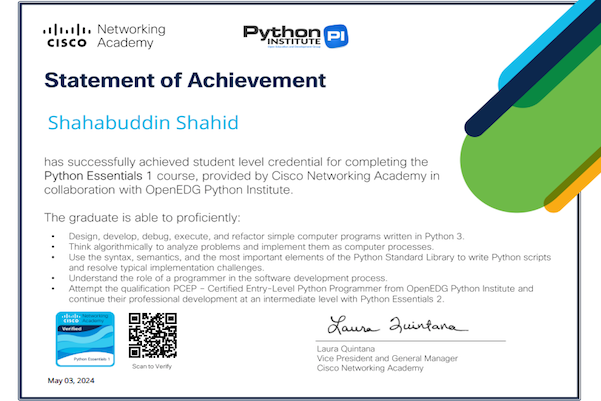 CISCO Networking Academy
Python INSTITUTE PI
Statement of Achievement
Shahabuddin Shahid
has successfully achieved student level credential for completing the
Python Essentials 1 course, provided by Cisco Networking Academy in
collaboration with OpenEDG Python Institute.
The graduate is able to proficiently:
• Design, develop, debug, execute, and refactor simple computer programs written in Python 3.
• Think algorithmically to analyze problems and implement them as computer processes.
• Use the syntax, semantics, and the most important elements of the Python Standard Library to write Python scripts
and resolve typical implementation challenges.
• Understand the role of a programmer in the software development process.
• Attempt the qualification PCEP – Certified Entry-Level Python Programmer from OpenEDG Python Institute and
continue their professional development at an intermediate level with Python Essentials 2.
CISCO Networking Academy
Verified
Python Essentials 1
Scan to Verify
Laura Quintana
Laura Quintana
Vice President and General Manager
Cisco Networking Academy
May 03, 2024